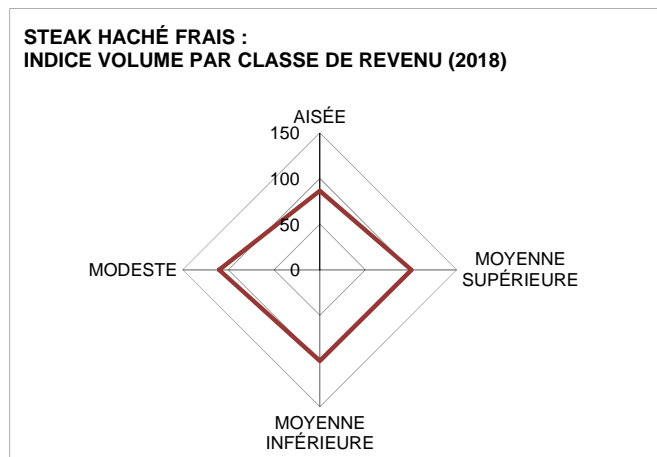 STEAK HACHÉ FRAIS :
INDICE VOLUME PAR CLASSE DE REVENU (2018)
AISÉE
150
100
50
0
MODESTE
MOYENNE
SUPÉRIEURE
MOYENNE
INFÉRIEURE